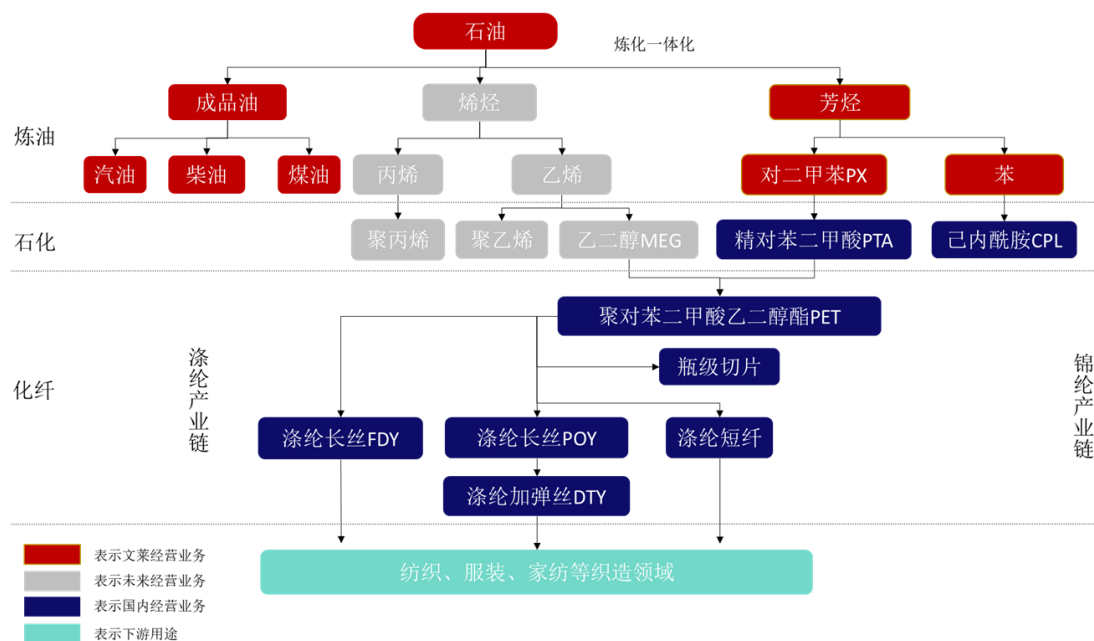 石油
炼化一体化
成品油
烯烃
芳烃
炼油
汽油
柴油
煤油
丙烯
乙烯
对二甲苯PX
苯
石化
聚丙烯
聚乙烯
乙二醇MEG
精对苯二甲酸PTA
己内酰胺CPL
聚对苯二甲酸乙二醇酯PET
瓶级切片
涤纶产业链
锦纶产业链
化纤
涤纶长丝FDY
涤纶长丝POY
涤纶短纤
涤纶加弹丝DTY
表示文莱经营业务
表示未来经营业务
表示国内经营业务
表示下游用途
纺织、服装、家纺等织造领域